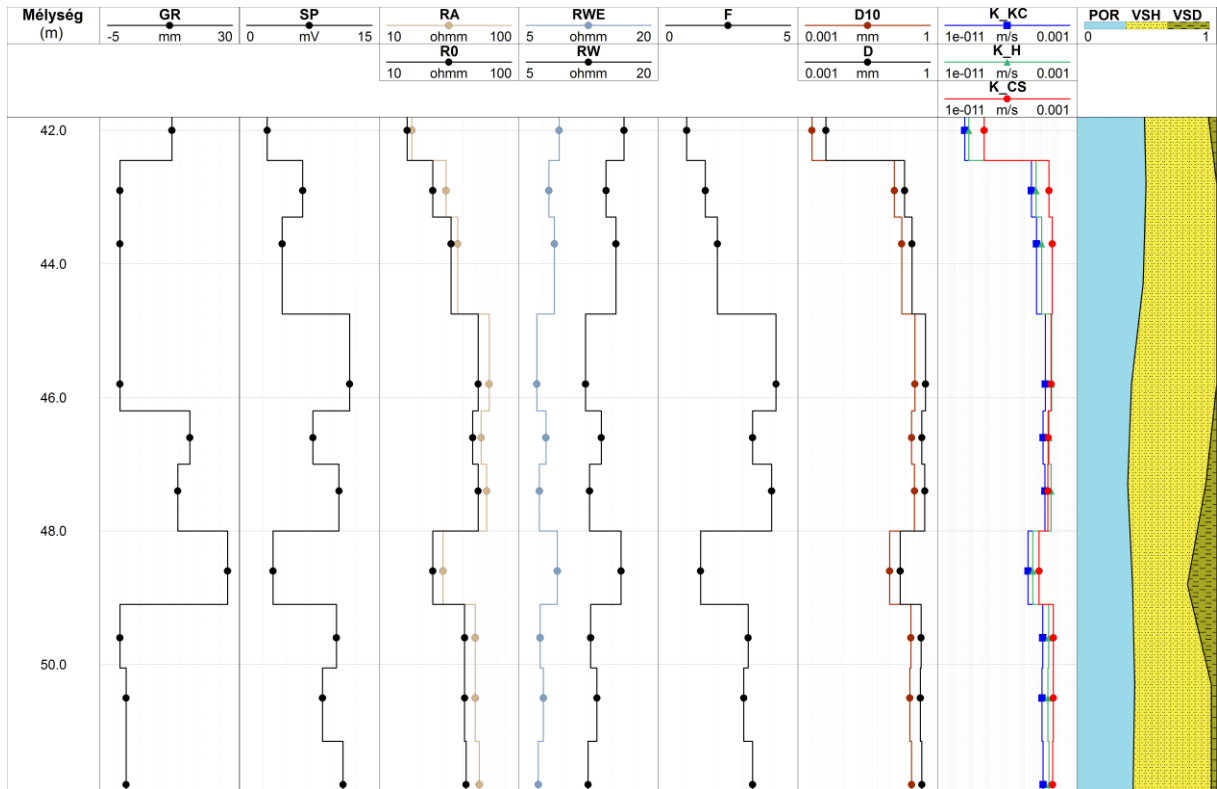 Mélység GR SP RA RWE F D10 K_KC POR VSH VSD
(m) -5 mm 30 0 mV 15 10 ohmm 100 5 ohmm 20 0 5 0.001 mm 1 1e-011 m/s 0.001 0 1
R0 RW D K_H
10 ohmm 100 5 ohmm 20 0.001 mm 1 1e-011 m/s 0.001
K_CS
1e-011 m/s 0.001
42.0
44.0
46.0
48.0
50.0